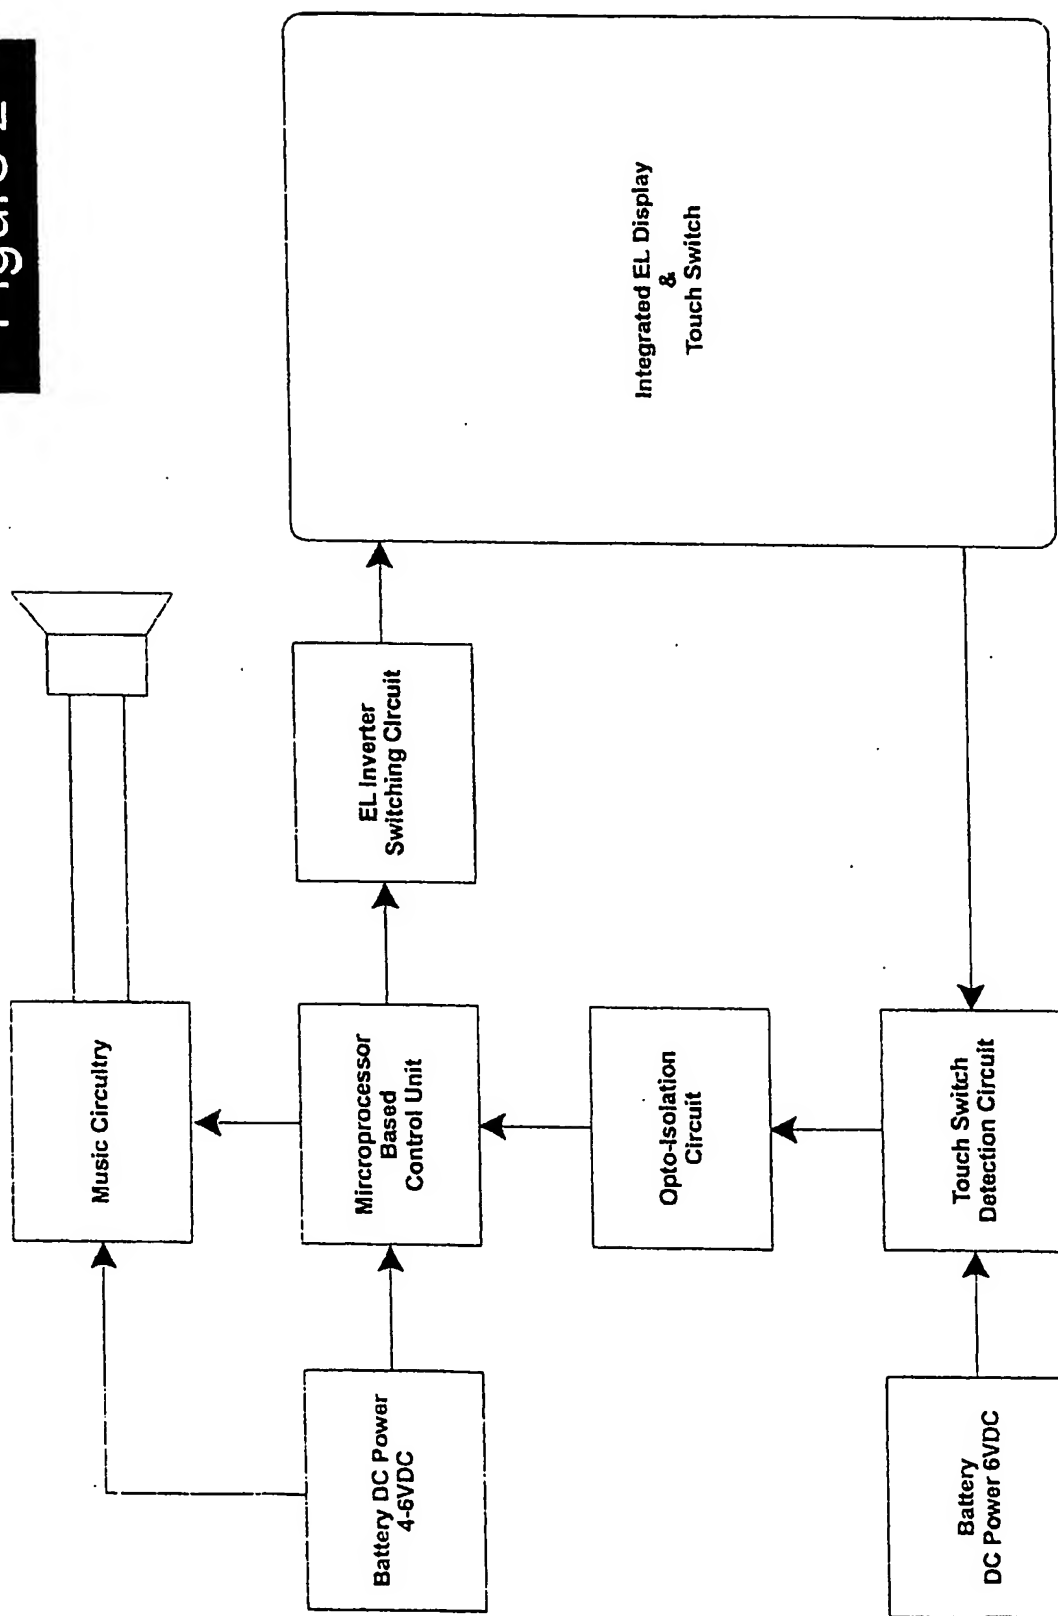 Figure 2
Music Circuitry
Battery DC Power
4-6VDC
Mircroprocessor
Based
Control Unit
EL Inverter
Switching CIrcuit
Integrated EL Display
&
Touch Switch
Opto-Isolation
Circuit
Battery
DC Power 6VDC
Touch Switch
Detection Circuit